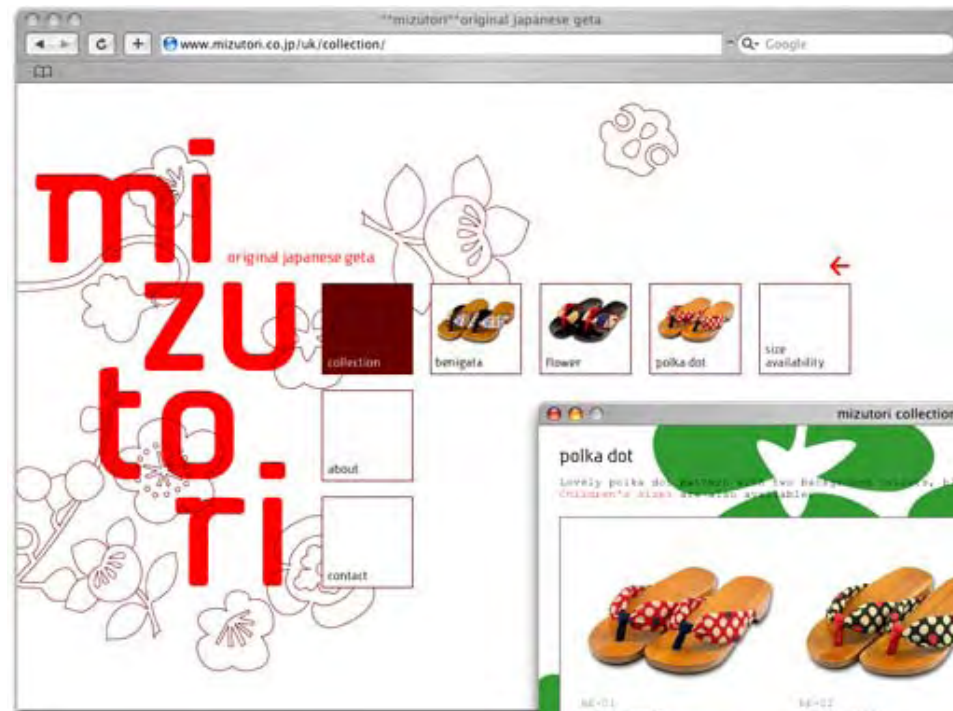 **mizutori**original japanese geta
www.mizutori.co.jp/uk/collection/
Google
mi
zu
to
ri
original japanese geta
collection
benigata
flower
polka dot
size
availability
about
contact
mizutori collection
polka dot
Lovely polka dot pattern with two background colours,
Children's sizes are also available.